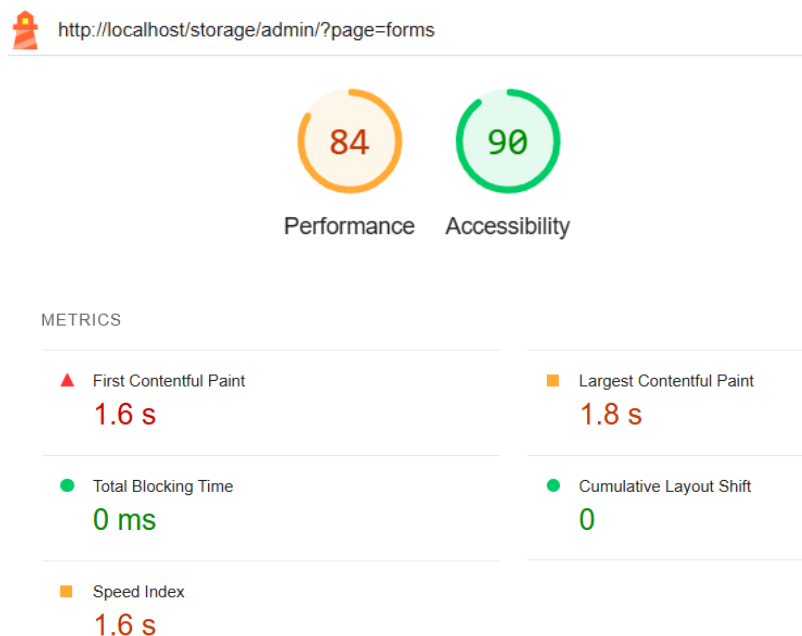 http://localhost/storage/admin/?page=forms
84
90
Performance
Accessibility
METRICS
First Contentful Paint
1.6 s
Largest Contentful Paint
1.8 s
Total Blocking Time
0 ms
Cumulative Layout Shift
0
Speed Index
1.6 s